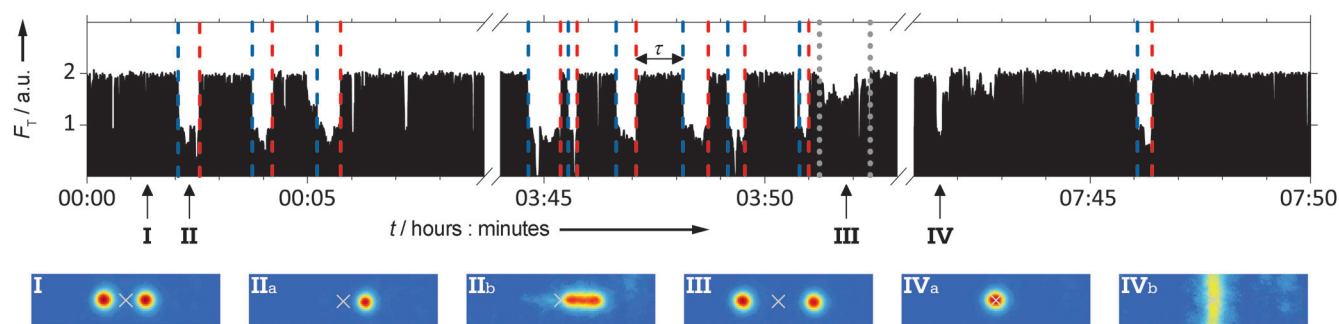 F_T / a.u.
2
1
τ
00:00
00:05
03:45
03:50
07:45
07:50
I
II
t / hours : minutes
III
IV
I
IIa
IIb
III
IVa
IVb